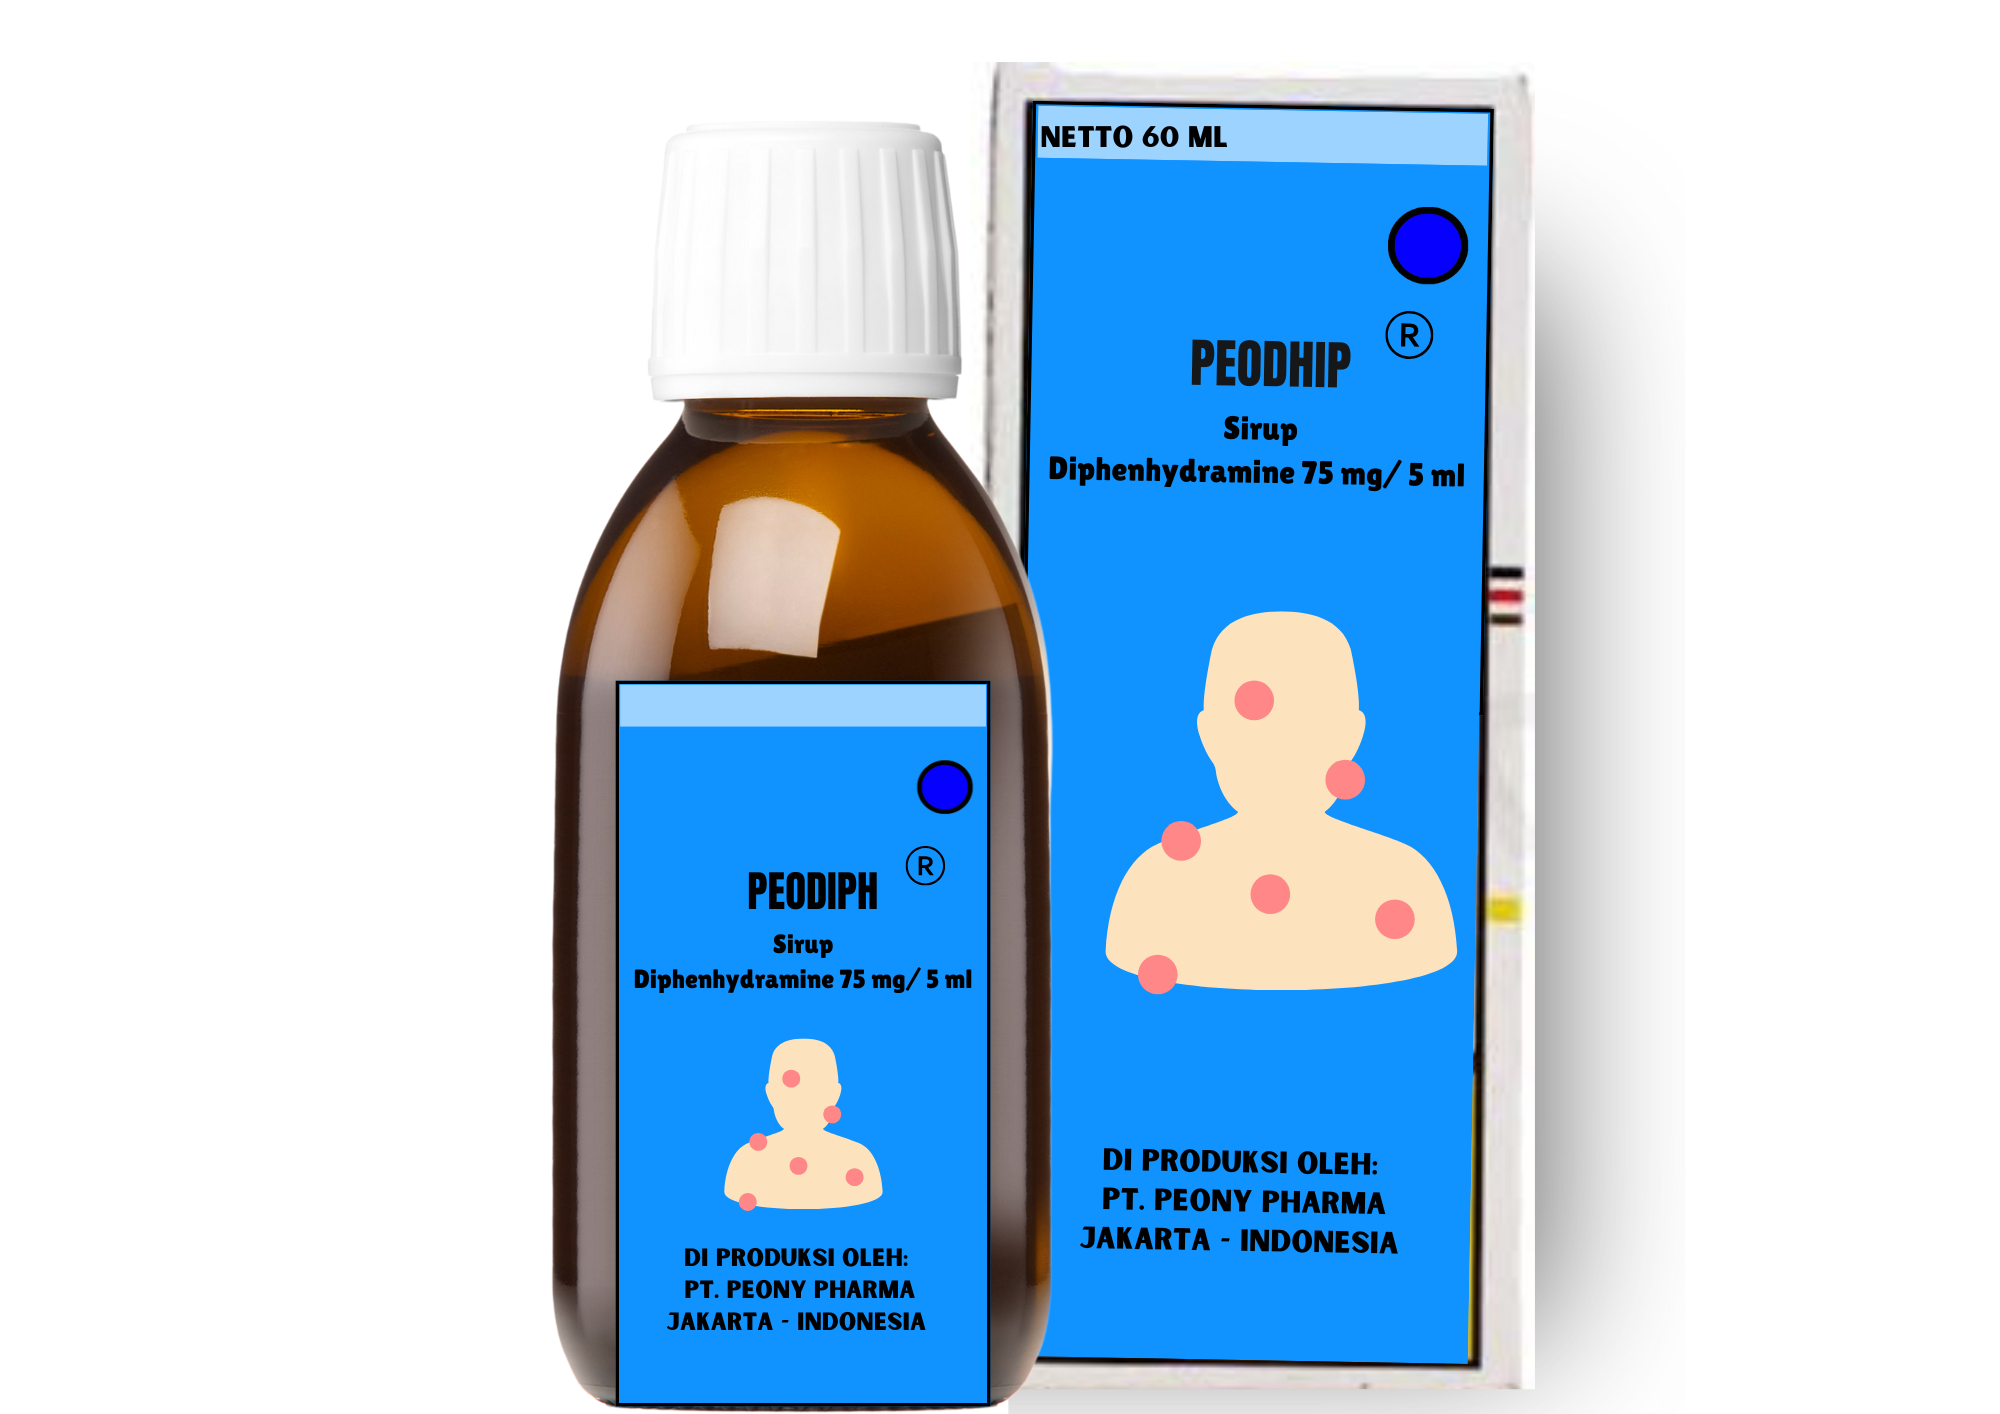 NETTO 60 ML
®
PEODHIP
Sirup
Diphenhydramine 75 mg/ 5 ml
DI PRODUKSI OLEH:
PT. PEONY PHARMA
JAKARTA - INDONESIA
®
PEODIPH
Sirup
Diphenhydramine 75 mg/ 5 ml
DI PRODUKSI OLEH:
PT. PEONY PHARMA
JAKARTA - INDONESIA